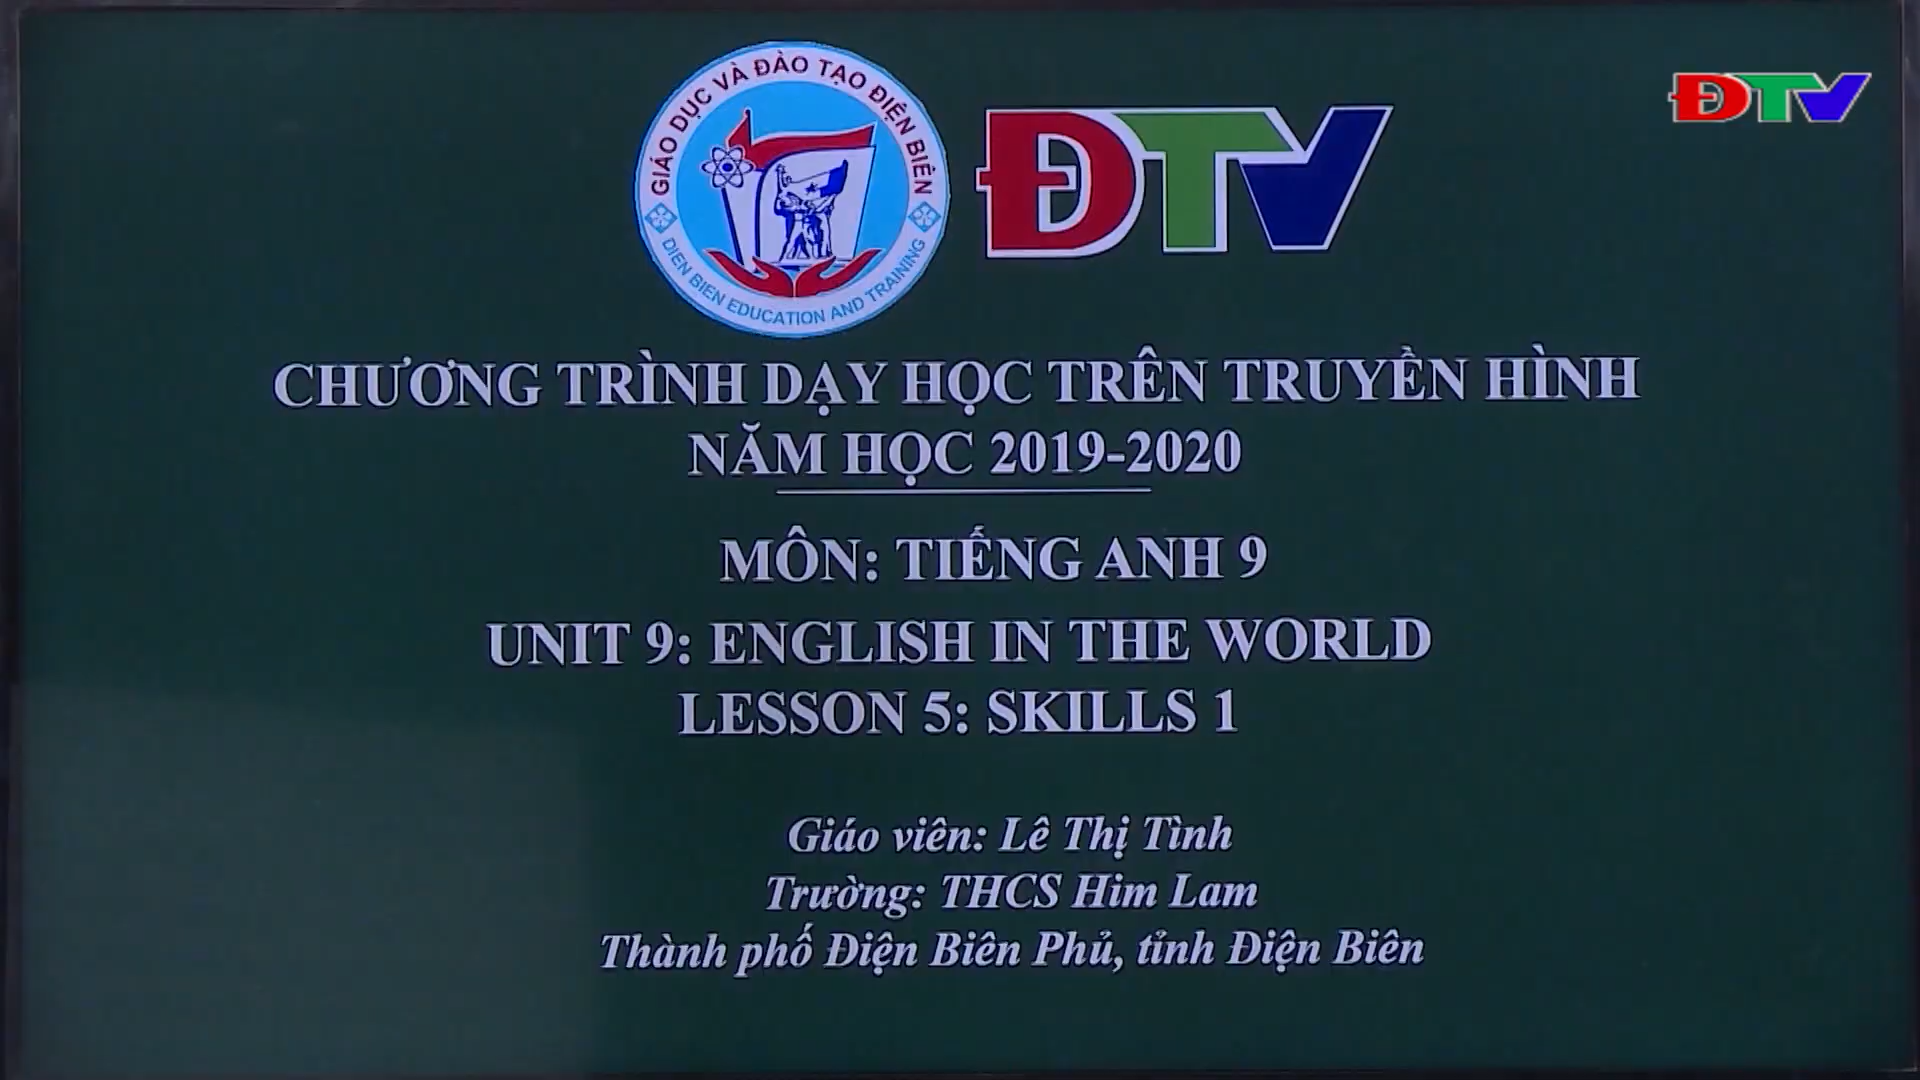 GIÁO DỤC VÀ ĐÀO TẠO ĐIỆN BIÊN
DIEN BIEN EDUCATION AND TRAINING
ĐTV
ĐTV
CHƯƠNG TRÌNH DẠY HỌC TRÊN TRUYỀN HÌNH
NĂM HỌC 2019-2020
MÔN: TIẾNG ANH 9
UNIT 9: ENGLISH IN THE WORLD
LESSON 5: SKILLS 1
Giáo viên: Lê Thị Tình
Trường: THCS Him Lam
Thành phố Điện Biên Phủ, tỉnh Điện Biên